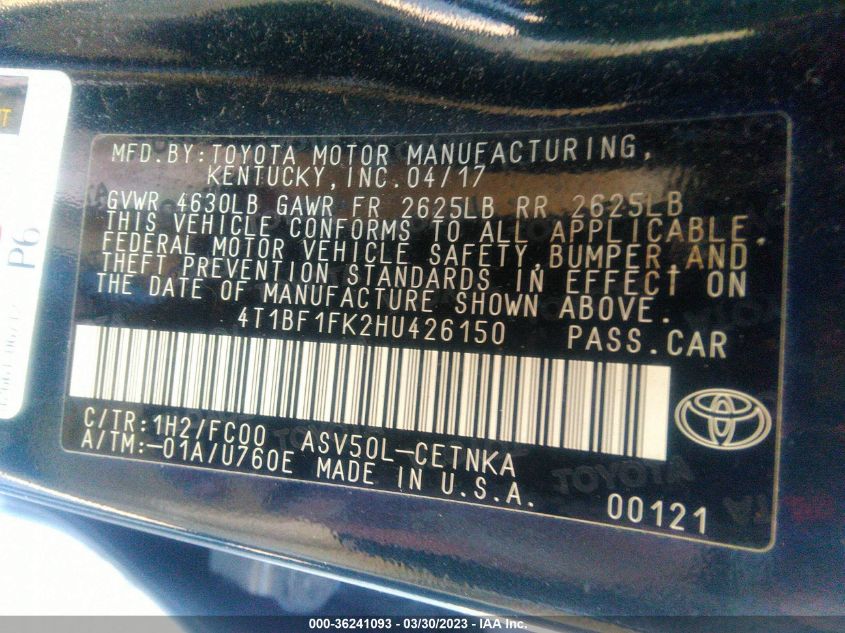 MFD.BY:TOYOTA MOTOR MANUFACTURING,
KENTUCKY,INC.04/17
GVWR 4630LB GAWR FR 2625LB RR 2625LB
THIS VEHICLE CONFORMS TO ALL APPLICABLE
FEDERAL MOTOR VEHICLE SAFETY,BUMPER AND
THEFT PREVENTION STANDARDS IN EFFECT ON
THE DATE OF MANUFACTURE SHOWN ABOVE.
4T1BF1FK2HU426150 PASS.CAR
C/TR:1H2/FC00 ASV50L-CETNKA
A/TM:-01A/U760E MADE IN U.S.A.
00121
P6
TOYOTA
000-36241093 - 03/30/2023 - IAA Inc.